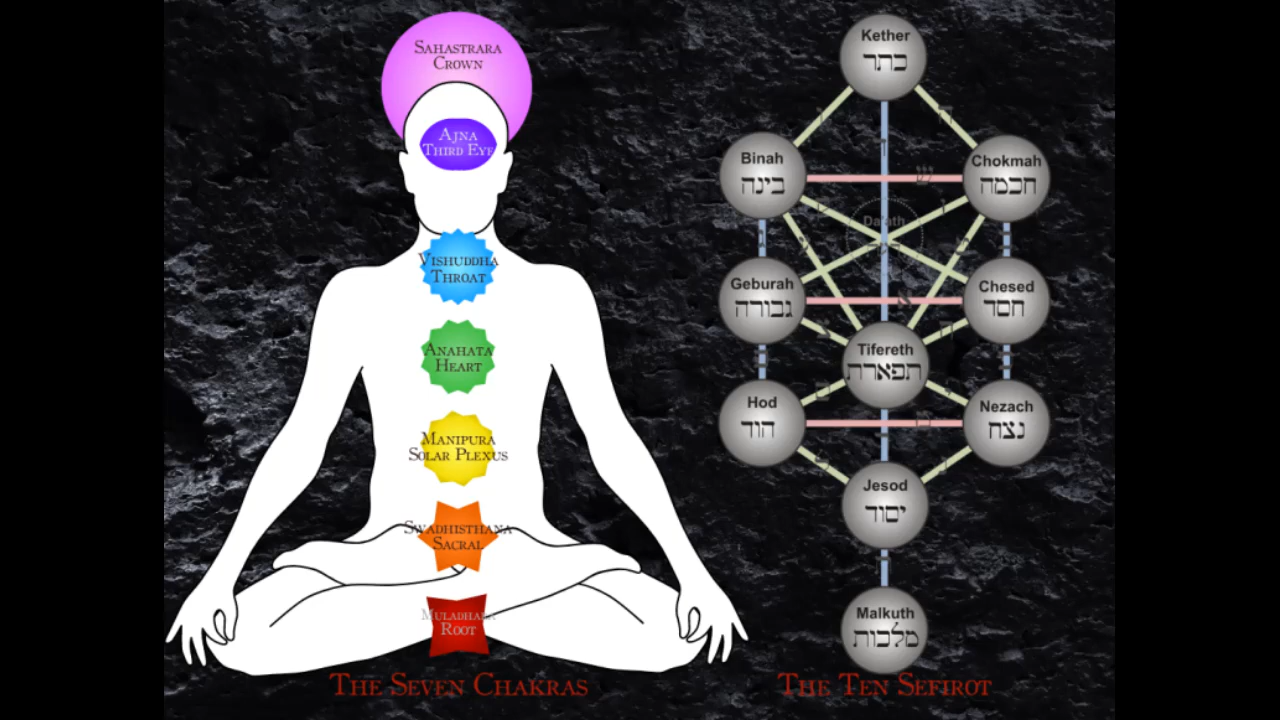 SAHASTRARA
CROWN
AJNA
THIRD EYE
VISHUDDHA
THROAT
ANAHATA
HEART
MANIPURA
SOLAR PLEXUS
SWADHISTHANA
SACRAL
MULADHARA
ROOT
THE SEVEN CHAKRAS
Kether
כתר
Binah
בינה
Chokmah
חכמה
Daath
Geburah
גבורה
Chesed
חסד
Tifereth
תפארת
Hod
הוד
Nezach
נצח
Jesod
יסוד
Malkuth
מלכות
THE TEN SEFIROT